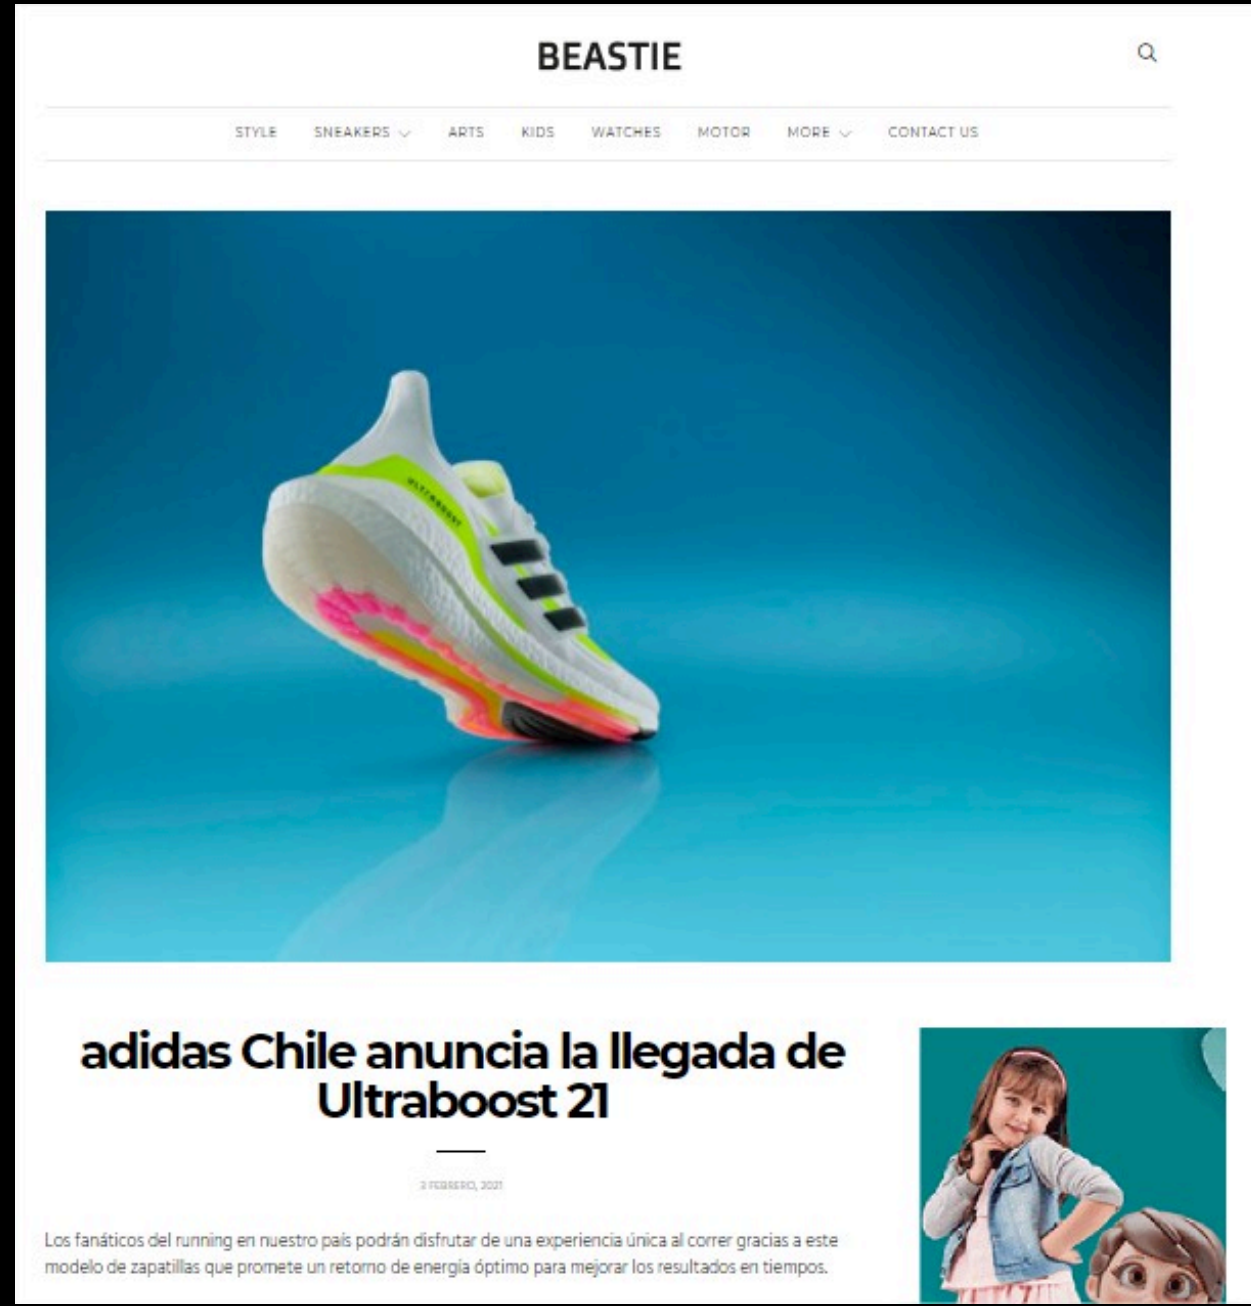 BEASTIE
STYLE SNEAKERS ARTS KIDS WATCHES MOTOR MORE CONTACT US
ULTRABOOST
adidas Chile anuncia la llegada de
Ultraboost 21
3 FEBRERO, 2021
Los fanáticos del running en nuestro país podrán disfrutar de una experiencia única al correr gracias a este
modelo de zapatillas que promete un retorno de energía óptimo para mejorar los resultados en tiempos.